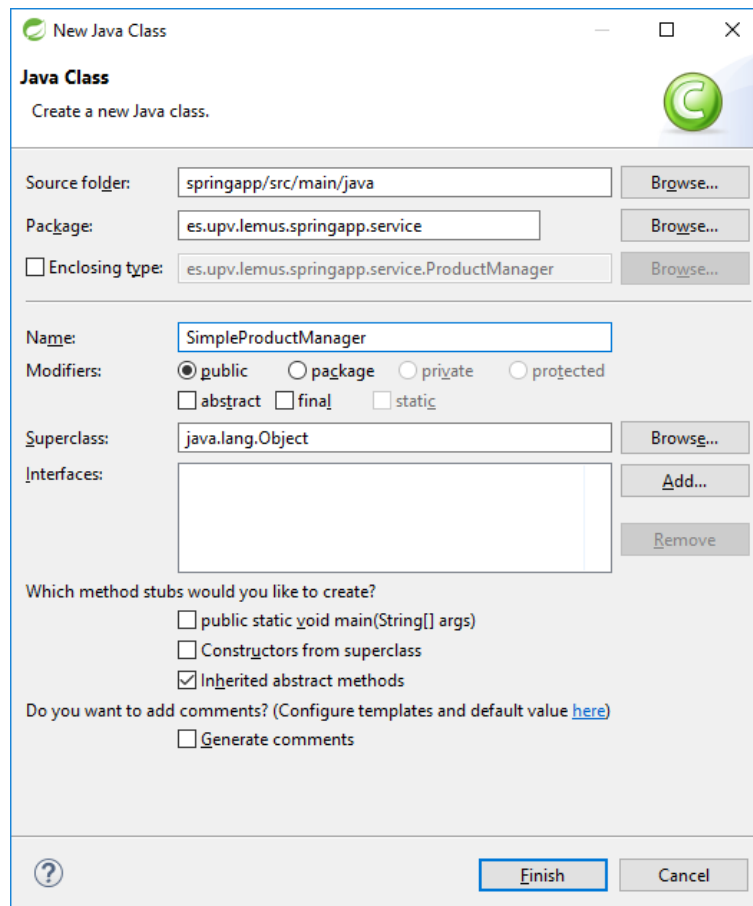 New Java Class
Java Class
Create a new Java class.
C
Source folder: springapp/src/main/java Browse...
Package: es.upv.lemus.springapp.service Browse...
Enclosing type: es.upv.lemus.springapp.service.ProductManager Browse...
Name: SimpleProductManager
Modifiers: public package private protected
abstract final static
Superclass: java.lang.Object Browse...
Interfaces: Add...
Remove
Which method stubs would you like to create?
public static void main(String[] args)
Constructors from superclass
Inherited abstract methods
Do you want to add comments? (Configure templates and default value here)
Generate comments
? Finish Cancel